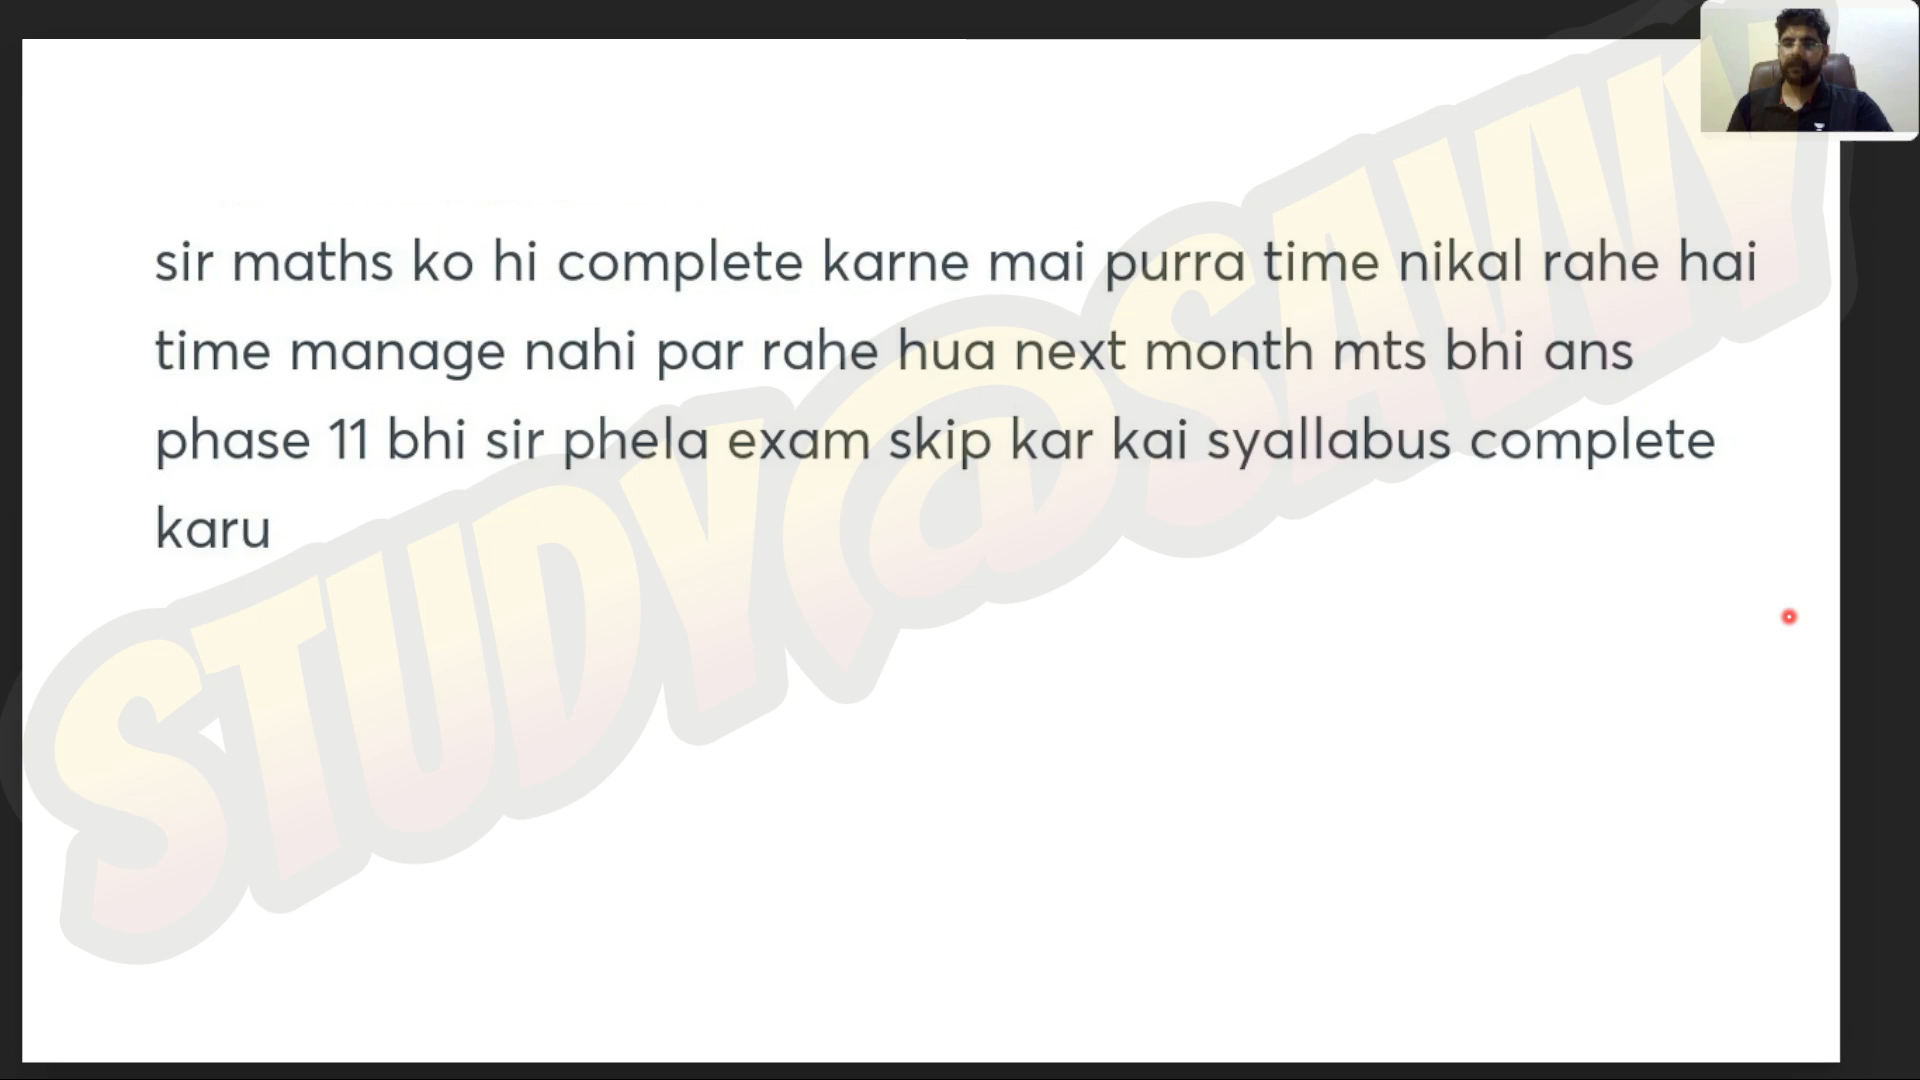 sir maths ko hi complete karne mai purra time nikal rahe hai
time manage nahi par rahe hua next month mts bhi ans
phase 11 bhi sir phela exam skip kar kai syallabus complete
karu
STUDY@SAVVY